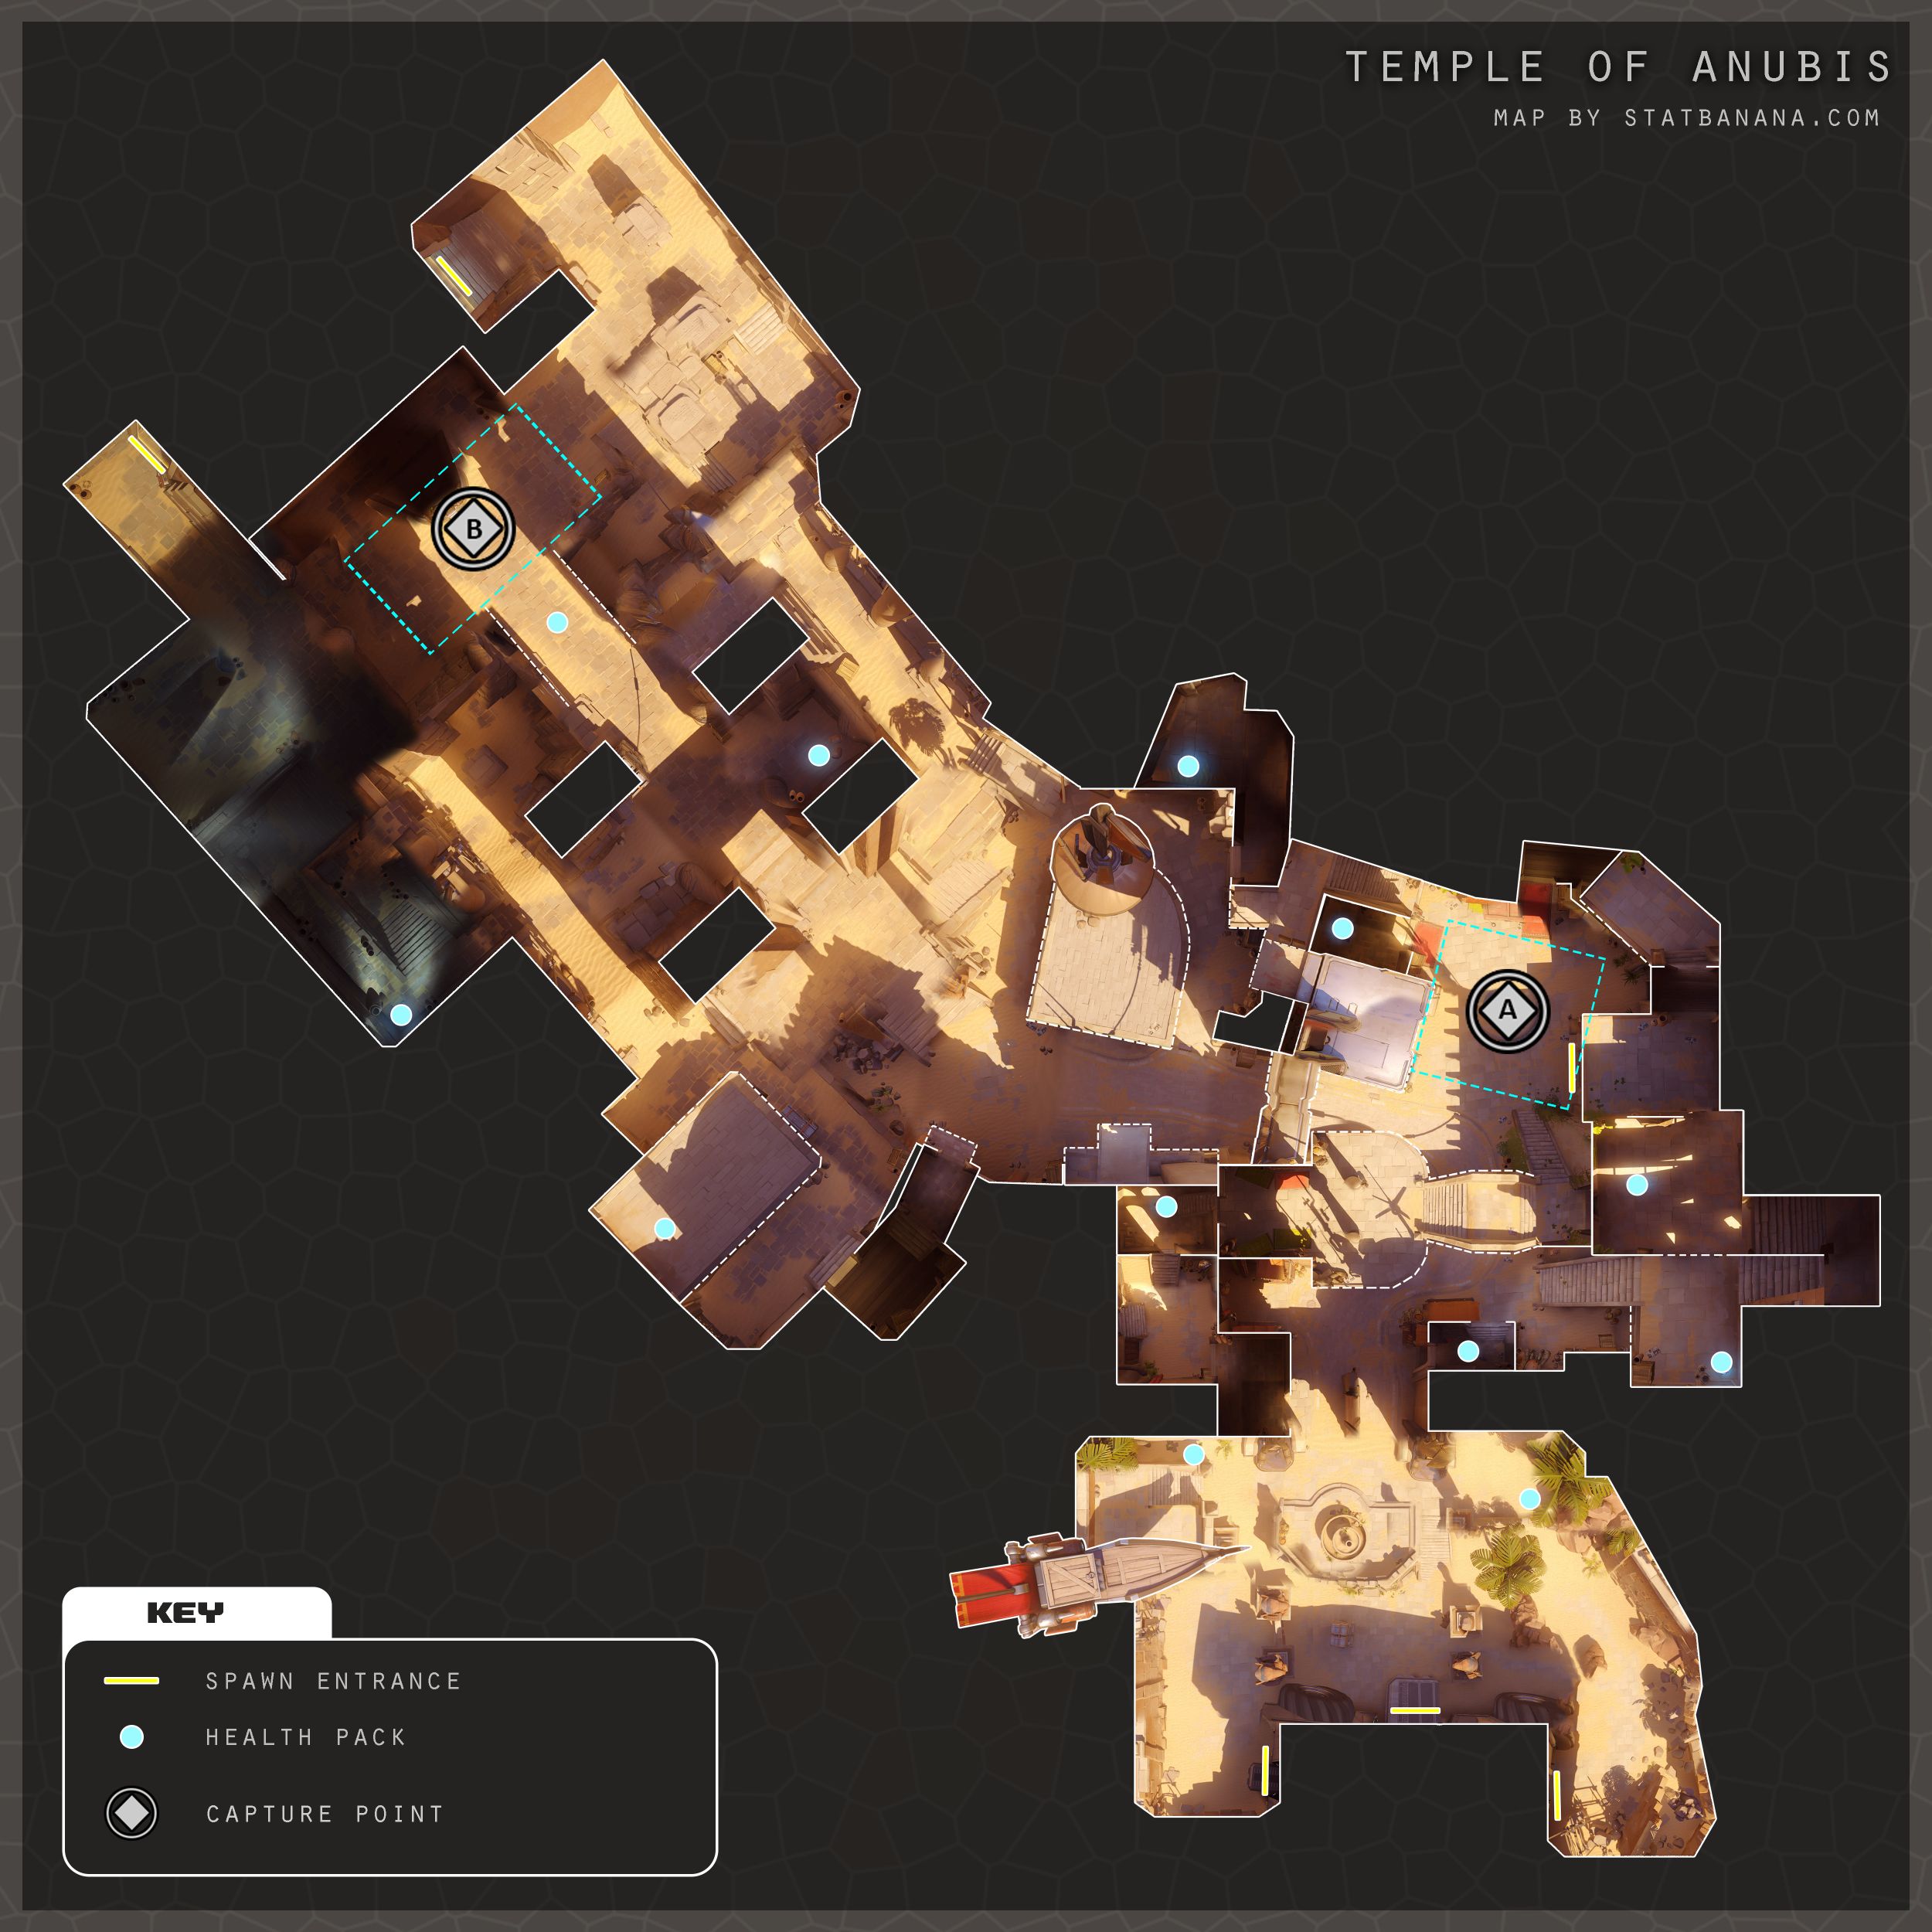 TEMPLE OF ANUBIS
MAP BY STATBANANA.COM
B
A
KEY
SPAWN ENTRANCE
HEALTH PACK
CAPTURE POINT